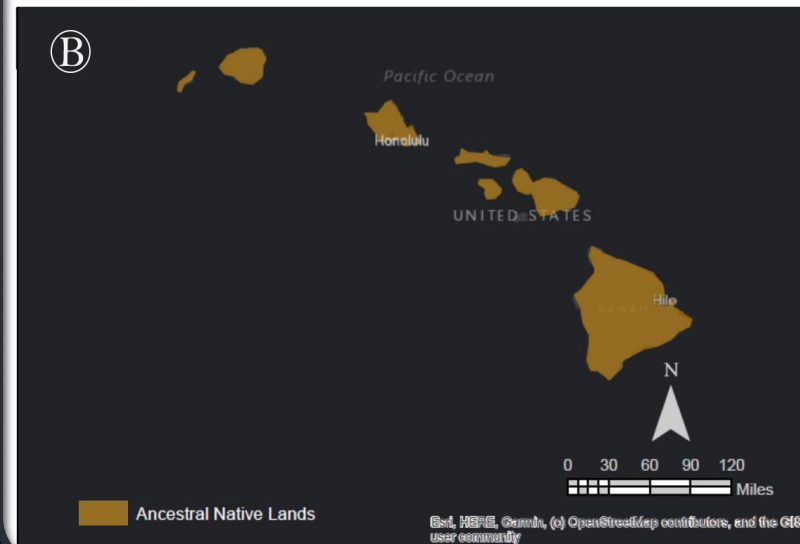 Ⓑ
Pacific Ocean
Honolulu
UNITED STATES
Hilo
HAWAII
N
0 30 60 90 120
Miles
Ancestral Native Lands
Esri, HERE, Garmin, (c) OpenStreetMap contributors, and the GIS
user community